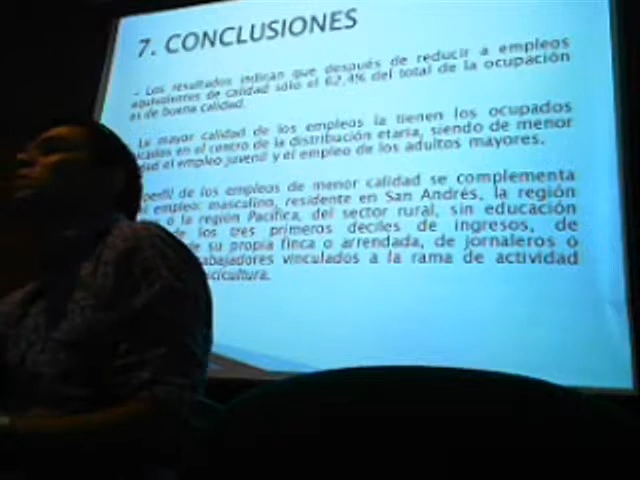 7. CONCLUSIONES
- Los resultados indican que después de reducir a empleos
equivalentes de calidad sólo el 62,4% del total de la ocupación
es de buena calidad.
La mayor calidad de los empleos la tienen los ocupados
en el centro de la distribución etaria, siendo de menor
el empleo juvenil y el empleo de los adultos mayores.
de los empleos de menor calidad se complementa
empleo: masculino, residente en San Andrés, la región
o la región Pacífica, del sector rural, sin educación
de los tres primeros deciles de ingresos, de
su propia finca o arrendada, de jornaleros o
vinculados a la rama de actividad